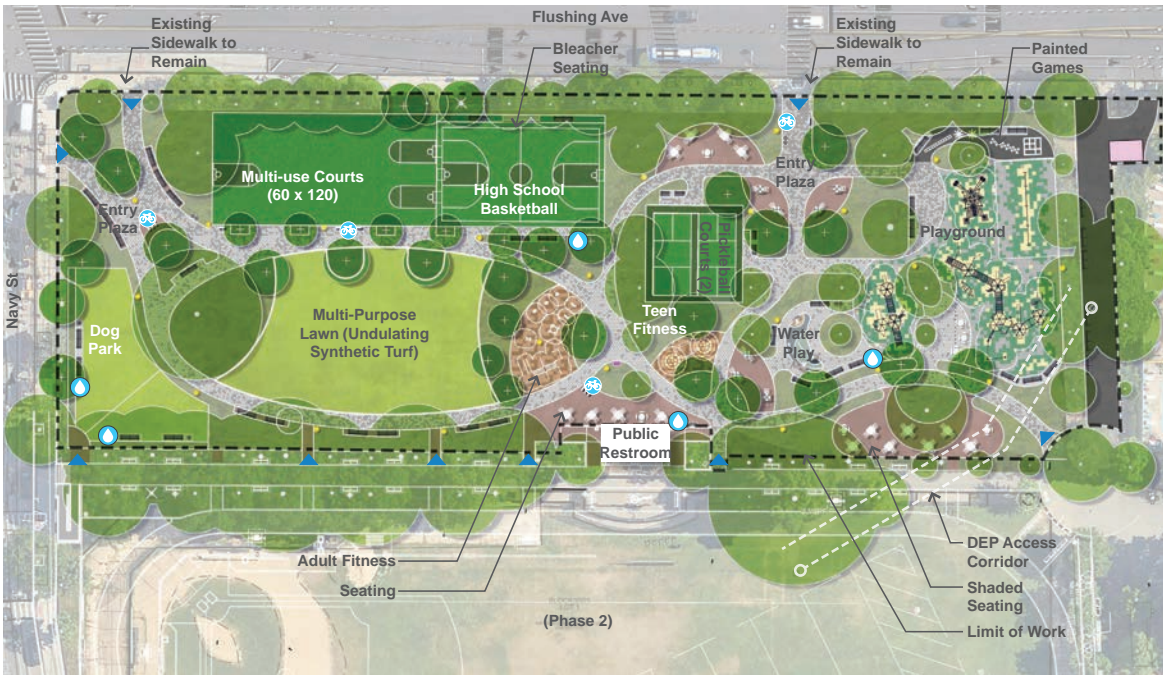 Flushing Ave
Existing
Sidewalk to
Remain
Bleacher
Seating
Existing
Sidewalk to
Remain
Painted
Games
Multi-use Courts
(60 x 120)
High School
Basketball
Entry
Plaza
Entry
Plaza
Pickleball
Courts (2)
Playground
Navy St
Dog
Park
Multi-Purpose
Lawn (Undulating
Synthetic Turf)
Teen
Fitness
Water
Play
Public
Restroom
Adult Fitness
Seating
(Phase 2)
DEP Access
Corridor
Shaded
Seating
Limit of Work